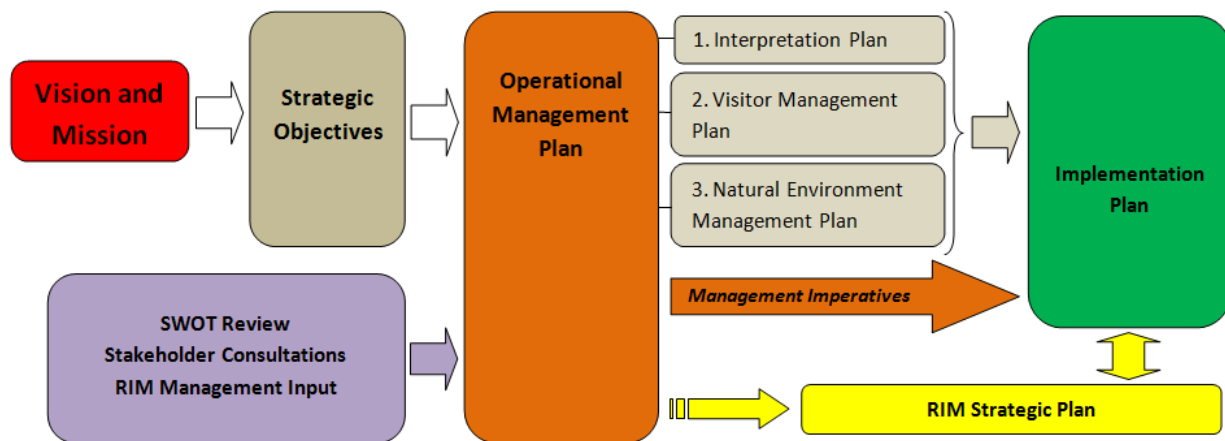 Vision and
Mission
Strategic
Objectives
Operational
Management
Plan
1. Interpretation Plan
2. Visitor Management
Plan
3. Natural Environment
Management Plan
Implementation
Plan
Management Imperatives
SWOT Review
Stakeholder Consultations
RIM Management Input
RIM Strategic Plan